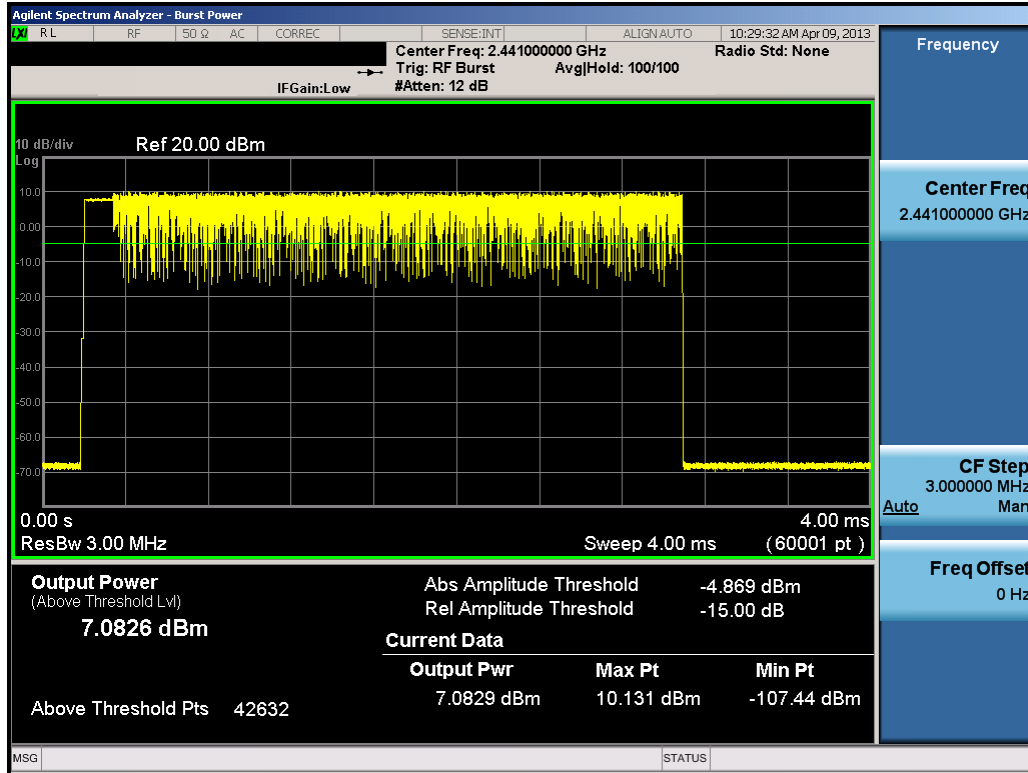 Agilent Spectrum Analyzer - Burst Power
LXI RL RF 50 Ω AC CORREC SENSE:INT ALIGN AUTO 10:29:32 AM Apr 09, 2013
Center Freq: 2.441000000 GHz Radio Std: None
Trig: RF Burst Avg|Hold: 100/100
IFGain:Low #Atten: 12 dB
10 dB/div Ref 20.00 dBm
Log
10.0
0.00
-10.0
-20.0
-30.0
-40.0
-50.0
-60.0
-70.0
0.00 s 4.00 ms
ResBw 3.00 MHz Sweep 4.00 ms (60001 pt)
Output Power
(Above Threshold Lvl)
7.0826 dBm
Above Threshold Pts 42632
Abs Amplitude Threshold -4.869 dBm
Rel Amplitude Threshold -15.00 dB
Current Data
Output Pwr Max Pt Min Pt
7.0829 dBm 10.131 dBm -107.44 dBm
MSG STATUS
Frequency
Center Freq
2.441000000 GHz
CF Step
3.000000 MHz
Auto Man
Freq Offset
0 Hz